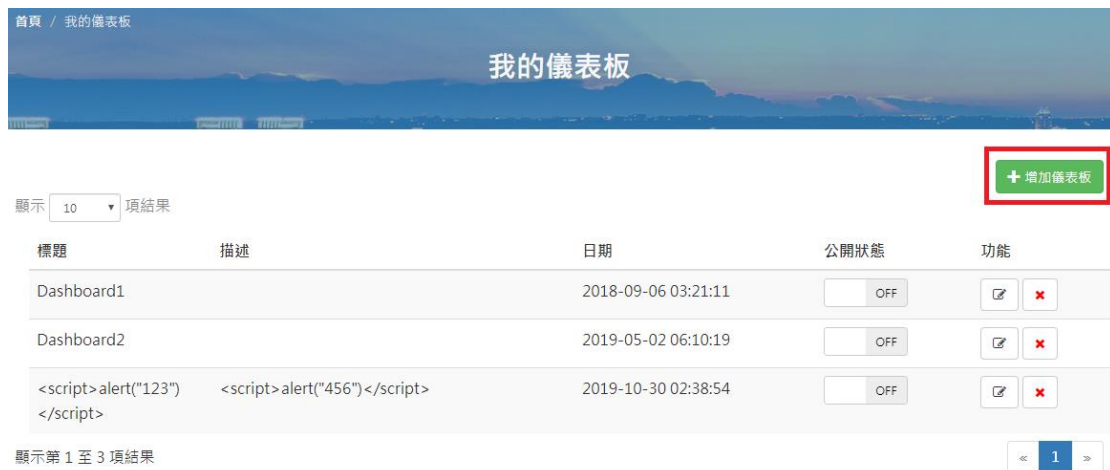 首頁 / 我的儀表板
我的儀表板
+ 增加儀表板
顯示 10 項結果
標題 描述 日期 公開狀態 功能
Dashboard1 2018-09-06 03:21:11 OFF
Dashboard2 2019-05-02 06:10:19 OFF
<script>alert("123") <script>alert("456")</script> 2019-10-30 02:38:54 OFF
</script>
顯示第 1 至 3 項結果 « 1 »